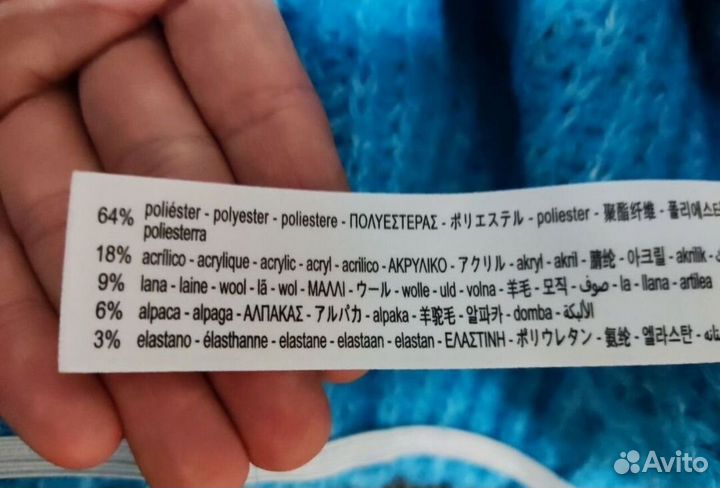 64% poliéster - polyester - poliestere - ΠΟΛΥΕΣΤΕΡΑΣ - ポリエステル - poliester - 聚酯纤维 - 폴리에스터
poliesterra
18% acrílico - acrylique - acrylic - acryl - acrilico - ΑΚΡΥΛΙΚΟ - アクリル - akryl - akril - 腈纶 - 아크릴 - akrilik -
9% lana - laine - wool - lã - wol - ΜΑΛΛΙ - ウール - wolle - uld - volna - 羊毛 - 모직 - صوف - la - llana - artilea
6% alpaca - alpaga - ΑΛΠΑΚΑΣ - アルパカ - alpaka - 羊驼毛 - 알파카 - domba - الألبكة
3% elastano - élasthanne - elastane - elastaan - elastan - ΕΛΑΣΤΙΝΗ - ポリウレタン - 氨纶 - 엘라스탄 -
Avito